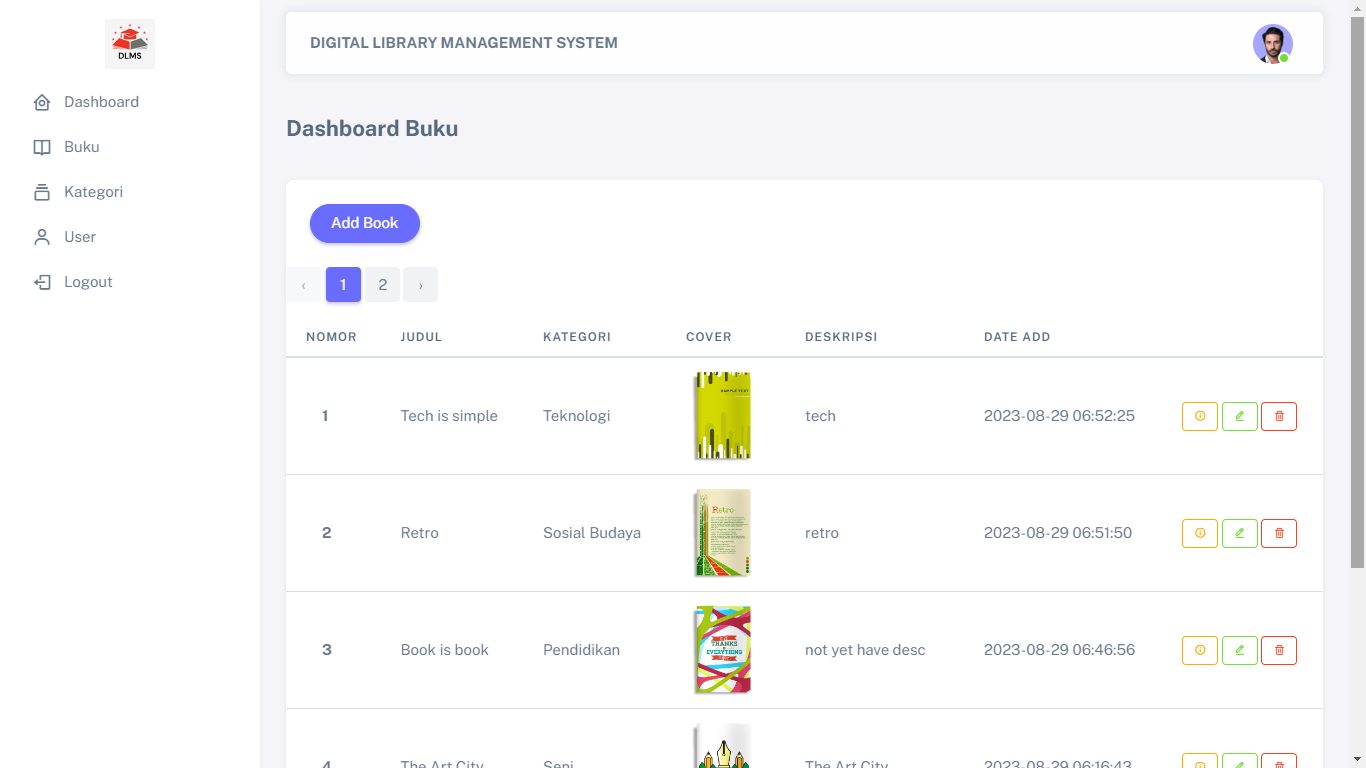 DLMS
Dashboard
Buku
Kategori
User
Logout
DIGITAL LIBRARY MANAGEMENT SYSTEM
Dashboard Buku
Add Book
‹ 1 2 ›
NOMOR JUDUL KATEGORI COVER DESKRIPSI DATE ADD
SAMPLE TEXT
1 Tech is simple Teknologi tech 2023-08-29 06:52:25
Retro
2 Retro Sosial Budaya retro 2023-08-29 06:51:50
THANKS
EVERYTHING
3 Book is book Pendidikan not yet have desc 2023-08-29 06:46:56
4 The Art City Seni The Art City 2023-08-29 06:16:43